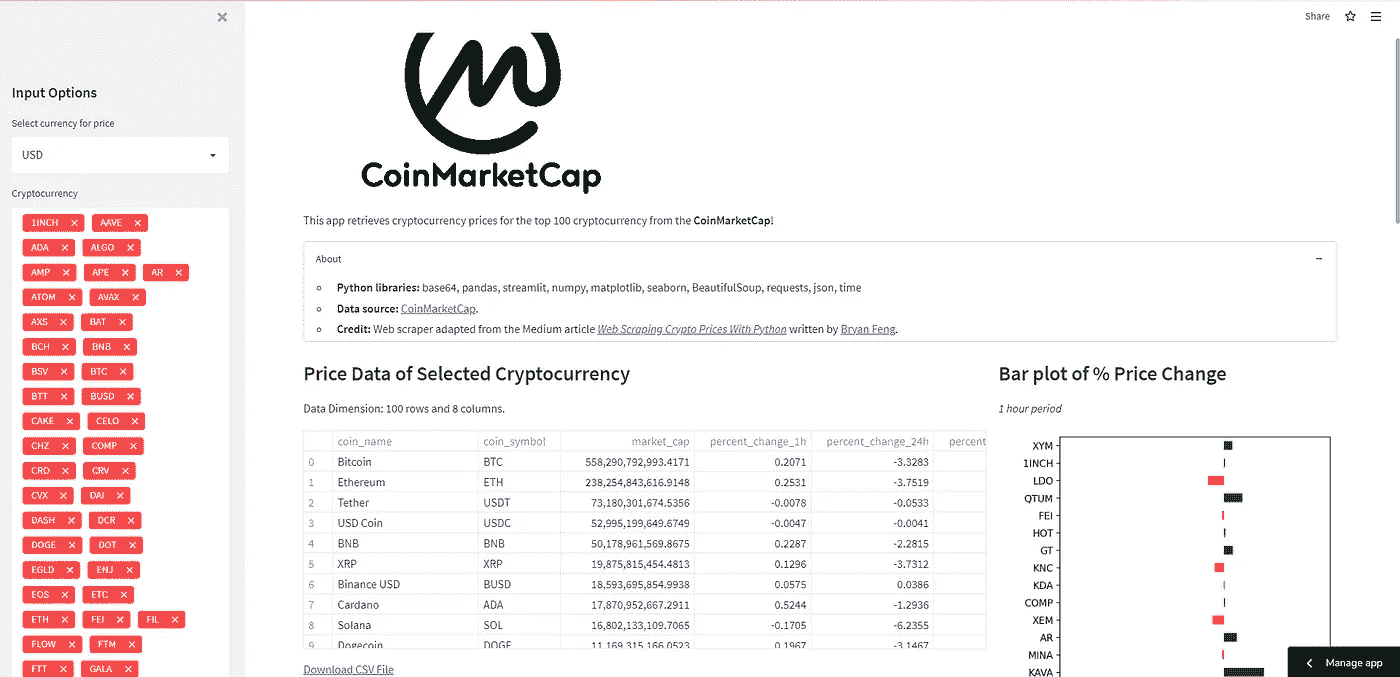 Share
Input Options
Select currency for price
USD
Cryptocurrency
1INCH AAVE
ADA ALGO
AMP APE AR
ATOM AVAX
AXS BAT
BCH BNB
BSV BTC
BTT BUSD
CAKE CELO
CHZ COMP
CRO CRV
CVX DAI
DASH DCR
DOGE DOT
EGLD ENJ
EOS ETC
ETH FEI FIL
FLOW FTM
FTT GALA
CoinMarketCap
This app retrieves cryptocurrency prices for the top 100 cryptocurrency from the CoinMarketCap!
About
Python libraries: base64, pandas, streamlit, numpy, matplotlib, seaborn, BeautifulSoup, requests, json, time
Data source: CoinMarketCap.
Credit: Web scraper adapted from the Medium article Web Scraping Crypto Prices With Python written by Bryan Feng.
Price Data of Selected Cryptocurrency
Data Dimension: 100 rows and 8 columns.
coin_name coin_symbol market_cap percent_change_1h percent_change_24h percent
0 Bitcoin BTC 558,290,792,993.4171 0.2071 -3.3283
1 Ethereum ETH 238,254,843,616.9148 0.2531 -3.7519
2 Tether USDT 73,180,301,674.5356 -0.0078 -0.0533
3 USD Coin USDC 52,995,199,649.6749 -0.0047 -0.0041
4 BNB BNB 50,178,961,569.8675 0.2287 -2.2815
5 XRP XRP 19,875,815,454.4813 0.1296 -3.7312
6 Binance USD BUSD 18,593,695,854.9938 0.0575 0.0386
7 Cardano ADA 17,870,952,667.2911 0.5244 -1.2936
8 Solana SOL 16,802,133,109.7065 -0.1705 -6.2355
9 Dogecoin DOGE 11,169,315,166.0523 0.1967 -3.1467
Download CSV File
Bar plot of % Price Change
1 hour period
XYM
1INCH
LDO
QTUM
FEI
HOT
GT
KNC
KDA
COMP
XEM
AR
MINA
KAVA
Manage app